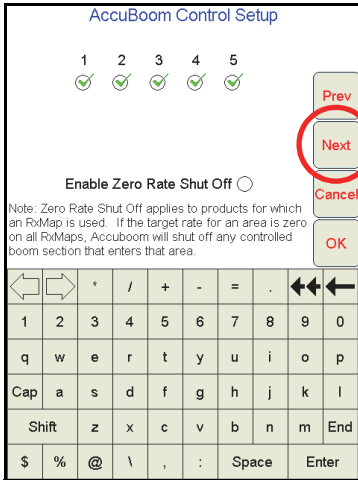 AccuBoom Control Setup
1 2 3 4 5
Prev
Next
Enable Zero Rate Shut Off
Cancel
Note: Zero Rate Shut Off applies to products for which
an RxMap is used. If the target rate for an area is zero
on all RxMaps, Accuboom will shut off any controlled
boom section that enters that area.
OK
* / + - = .
1 2 3 4 5 6 7 8 9 0
q w e r t y u i o p
Cap a s d f g h j k l
Shift z x c v b n m End
$ % @ \ , : Space Enter